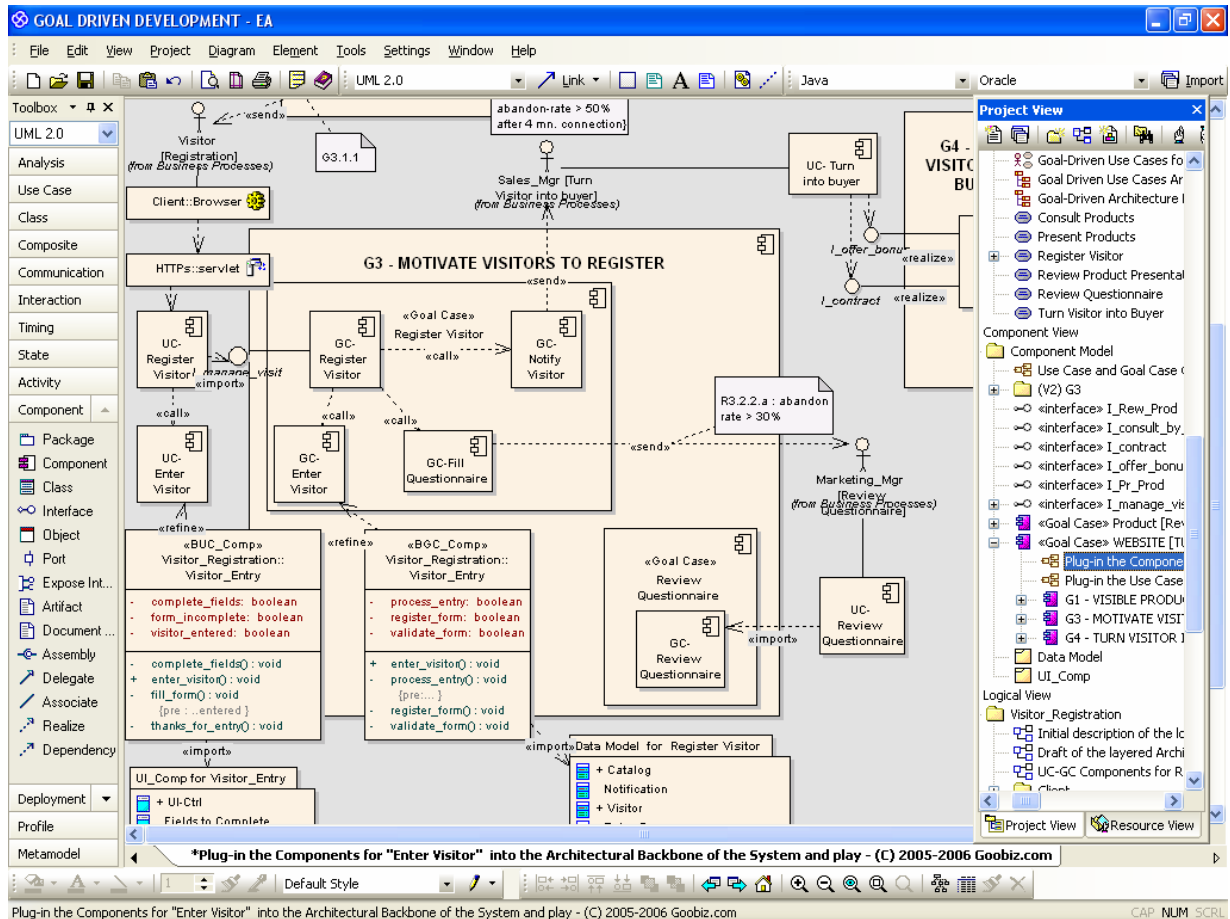 GOAL DRIVEN DEVELOPMENT - EA
File Edit View Project Diagram Element Tools Settings Window Help
UML 2.0 Link Java Oracle Import
Toolbox
UML 2.0
Analysis
Use Case
Class
Composite
Communication
Interaction
Timing
State
Activity
Component
Package
Component
Class
Interface
Object
Port
Expose Int...
Artifact
Document ...
Assembly
Delegate
Associate
Realize
Dependency
Deployment
Profile
Metamodel
Visitor
[Registration]
(from Business Processes)
«send»
G3.1.1
abandon-rate > 50%
after 4 mn. connection}
Sales_Mgr [Turn
Visitor into buyer]
(from Business Processes)
UC- Turn
into buyer
G4 -
VISITO
BU
I_offer_bonu
«realize»
I_contract
«realize»
Client::Browser
HTTPs::servlet
G3 - MOTIVATE VISITORS TO REGISTER
«send»
UC-
Register
Visitor
I_manage_visit
«import»
GC-
Register
Visitor
«Goal Case»
Register Visitor
«call»
GC-
Notify
Visitor
«call»
«call»
«call»
UC-
Enter
Visitor
GC-
Enter
Visitor
GC-Fill
Questionnaire
R3.2.2.a : abandon
rate > 30%
«send»
Marketing_Mgr
[Review
Questionnaire]
(from Business Processes)
«refine»
«refine»
«BUC_Comp»
Visitor_Registration::
Visitor_Entry
- complete_fields: boolean
- form_incomplete: boolean
- visitor_entered: boolean
- complete_fields() : void
+ enter_visitor() : void
- fill_form() : void
{pre : ..entered }
- thanks_for_entry() : void
«BGC_Comp»
Visitor_Registration::
Visitor_Entry
- process_entry: boolean
- register_form: boolean
- validate_form: boolean
+ enter_visitor() : void
- process_entry() : void
{pre:... }
- register_form() : void
- validate_form() : void
«Goal Case»
Review
Questionnaire
GC-
Review
Questionnaire
«import»
UC-
Review
Questionnaire
«import»
UI_Comp for Visitor_Entry
+ UI-Ctrl
Fields to Complete
«import»
Data Model for Register Visitor
+ Catalog
Notification
+ Visitor
Project View
Goal-Driven Use Cases fo
Goal Driven Use Cases Ar
Goal-Driven Architecture
Consult Products
Present Products
Register Visitor
Review Product Presenta
Review Questionnaire
Turn Visitor into Buyer
Component View
Component Model
Use Case and Goal Case
(V2) G3
«interface» I_Rew_Prod
«interface» I_consult_by_
«interface» I_contract
«interface» I_offer_bonu
«interface» I_Pr_Prod
«interface» I_manage_vis
«Goal Case» Product [Rev
«Goal Case» WEBSITE [TU
Plug-in the Compone
Plug-in the Use Case
G1 - VISIBLE PRODU
G3 - MOTIVATE VISIT
G4 - TURN VISITOR I
Data Model
UI_Comp
Logical View
Visitor_Registration
Initial description of the lo
Draft of the layered Archi
UC-GC Components for R
Client
Project View Resource View
*Plug-in the Components for "Enter Visitor" into the Architectural Backbone of the System and play - (C) 2005-2006 Goobiz.com
1 Default Style
Plug-in the Components for "Enter Visitor" into the Architectural Backbone of the System and play - (C) 2005-2006 Goobiz.com
CAP NUM SCRL